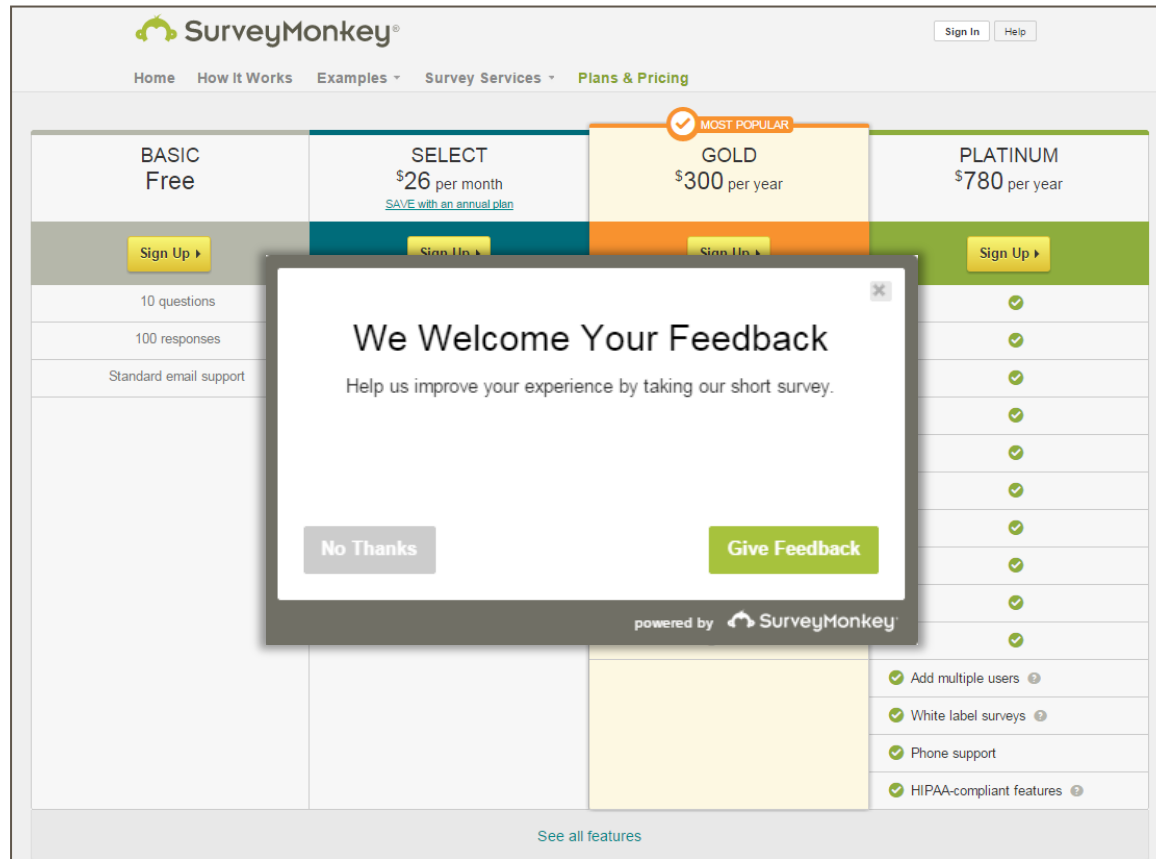 SurveyMonkey®
Sign In
Help
Home How It Works Examples Survey Services Plans & Pricing
MOST POPULAR
BASIC
Free
SELECT
$26 per month
SAVE with an annual plan
GOLD
$300 per year
PLATINUM
$780 per year
Sign Up
Sign Up
Sign Up
Sign Up
10 questions
100 responses
Standard email support
We Welcome Your Feedback
Help us improve your experience by taking our short survey.
No Thanks
Give Feedback
powered by SurveyMonkey
Add multiple users ?
White label surveys ?
Phone support
HIPAA-compliant features ?
See all features